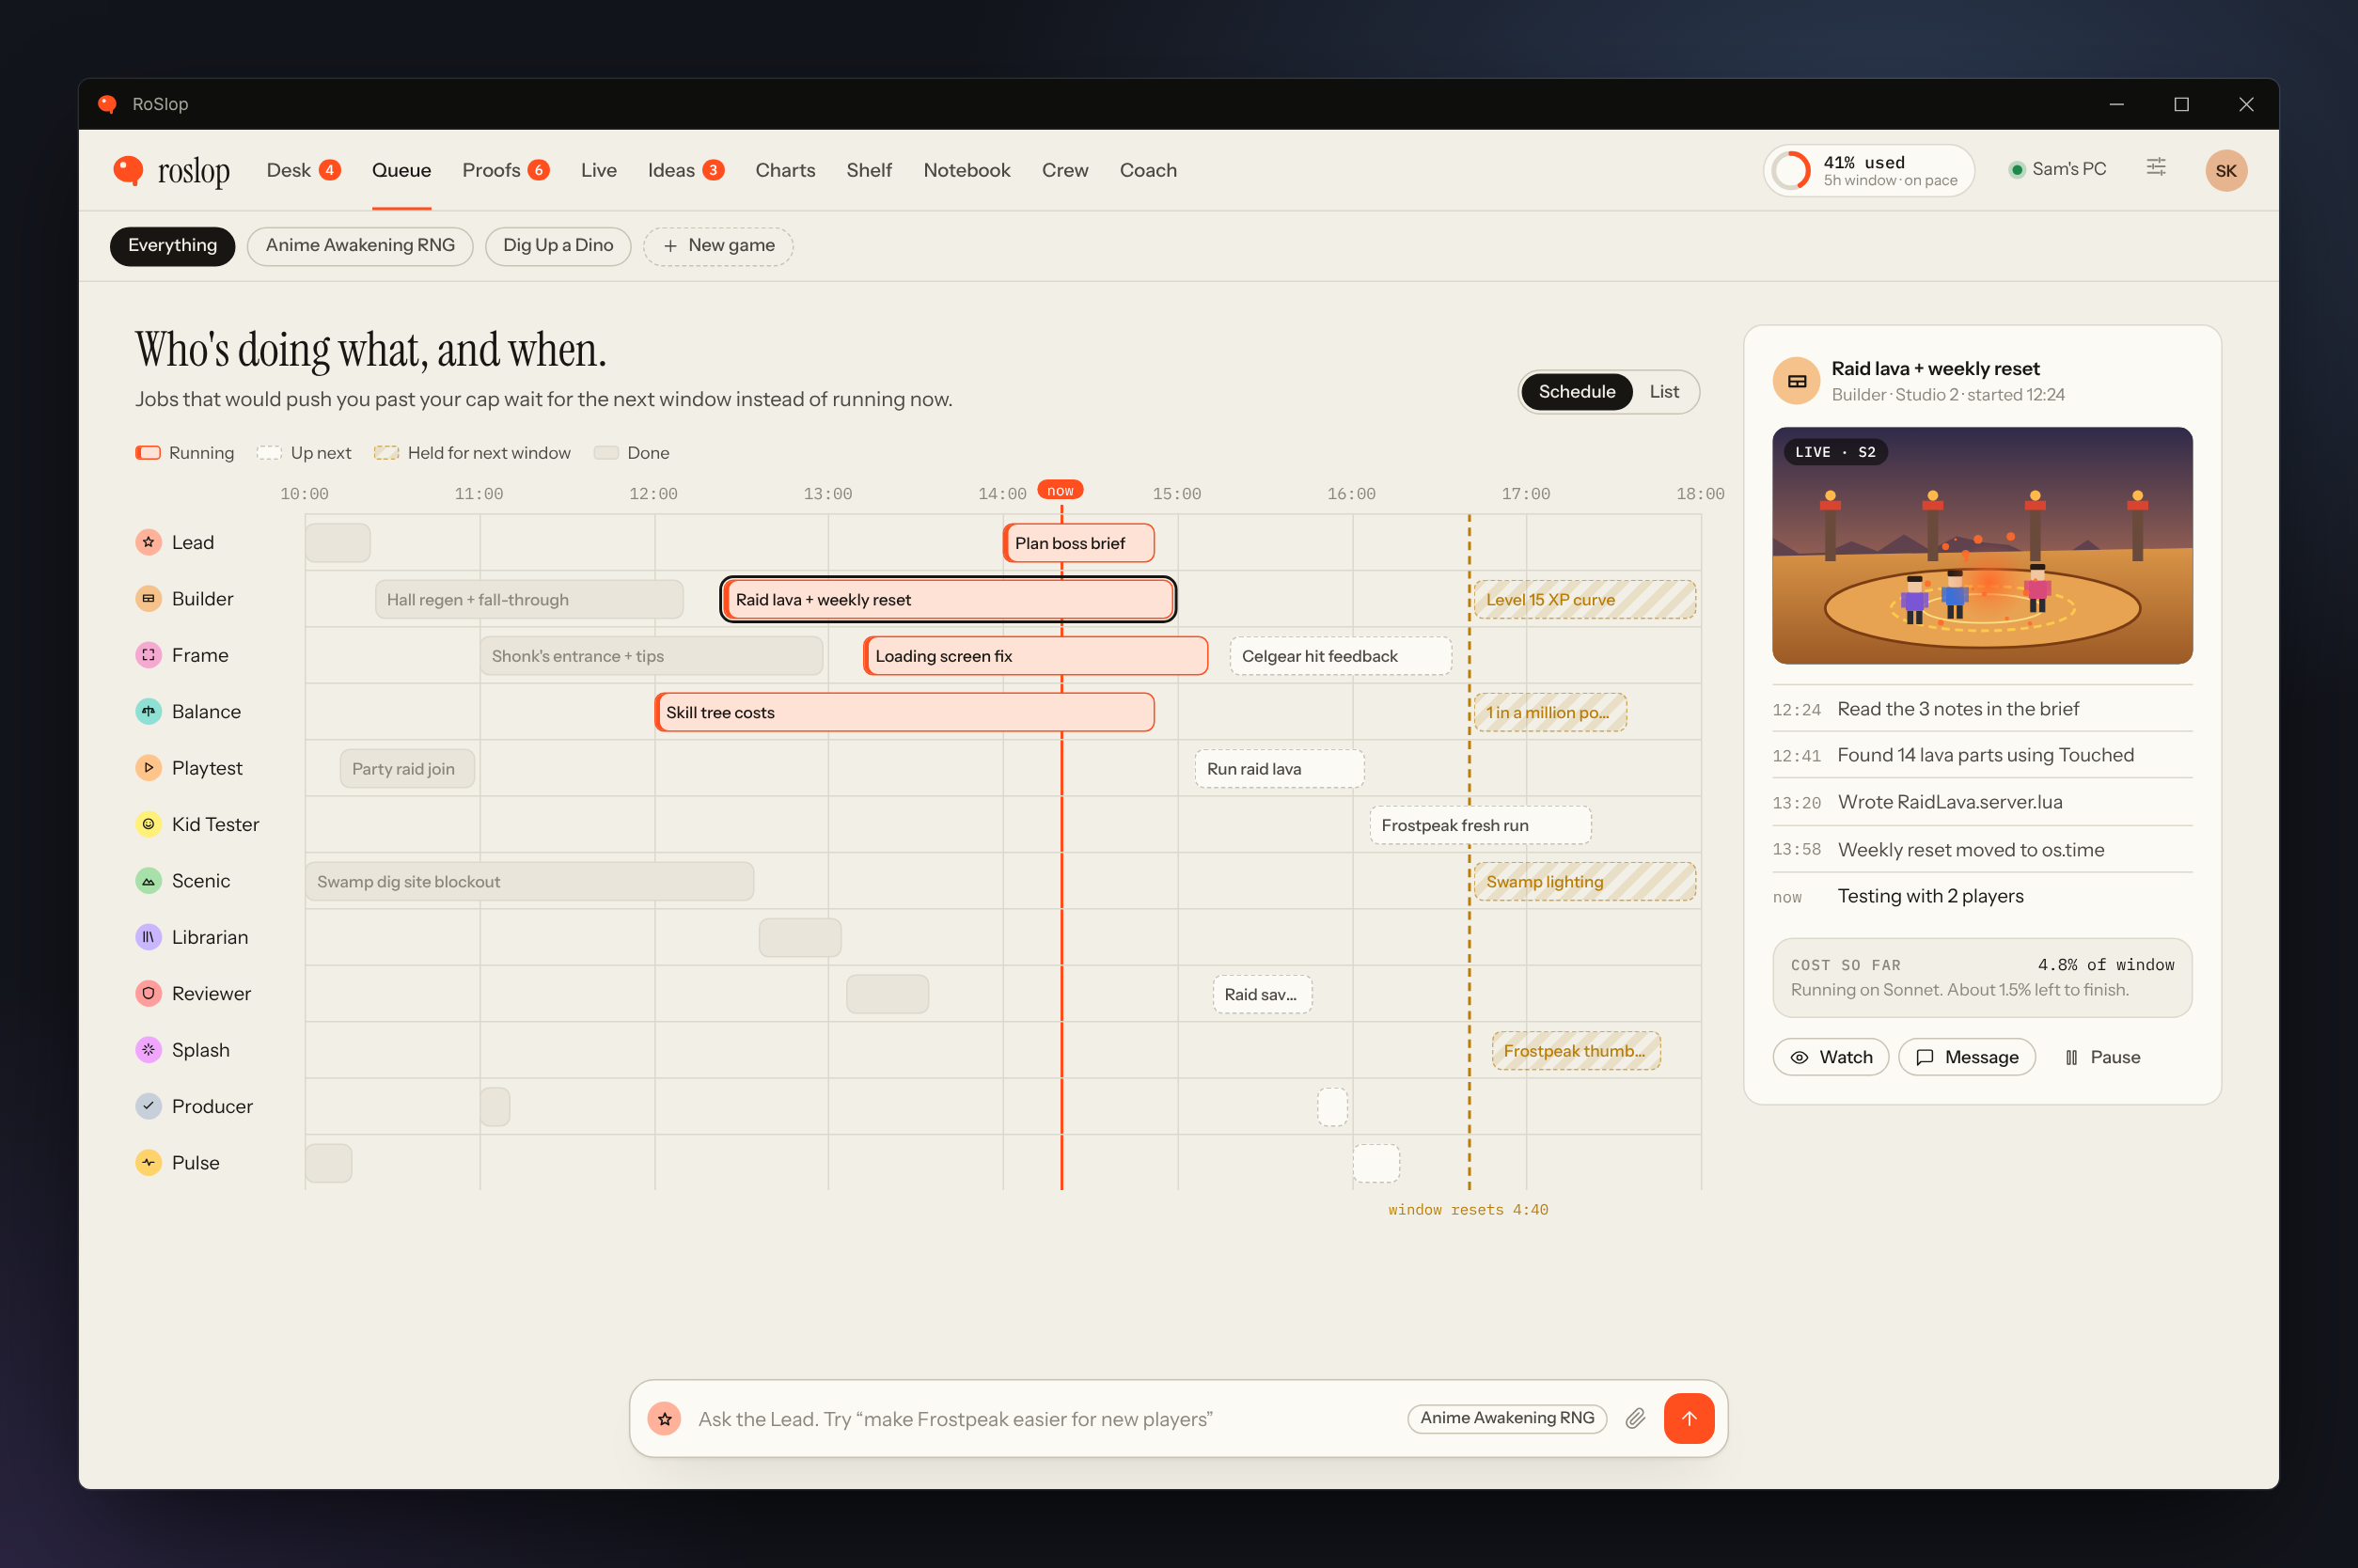 RoSlop
roslop
Desk 4
Queue
Proofs 6
Live
Ideas 3
Charts
Shelf
Notebook
Crew
Coach
41% used
5h window · on pace
Sam's PC
SK
Everything
Anime Awakening RNG
Dig Up a Dino
+ New game
Who's doing what, and when.
Jobs that would push you past your cap wait for the next window instead of running now.
Schedule
List
Running
Up next
Held for next window
Done
10:00
11:00
12:00
13:00
14:00
now
15:00
16:00
17:00
18:00
Lead
Plan boss brief
Builder
Hall regen + fall-through
Raid lava + weekly reset
Level 15 XP curve
Frame
Shonk's entrance + tips
Loading screen fix
Celgear hit feedback
Balance
Skill tree costs
1 in a million po...
Playtest
Party raid join
Run raid lava
Kid Tester
Frostpeak fresh run
Scenic
Swamp dig site blockout
Swamp lighting
Librarian
Reviewer
Raid sav...
Splash
Frostpeak thumb...
Producer
Pulse
window resets 4:40
Raid lava + weekly reset
Builder · Studio 2 · started 12:24
LIVE · S2
12:24 Read the 3 notes in the brief
12:41 Found 14 lava parts using Touched
13:20 Wrote RaidLava.server.lua
13:58 Weekly reset moved to os.time
now Testing with 2 players
COST SO FAR 4.8% of window
Running on Sonnet. About 1.5% left to finish.
Watch
Message
Pause
Ask the Lead. Try “make Frostpeak easier for new players”
Anime Awakening RNG